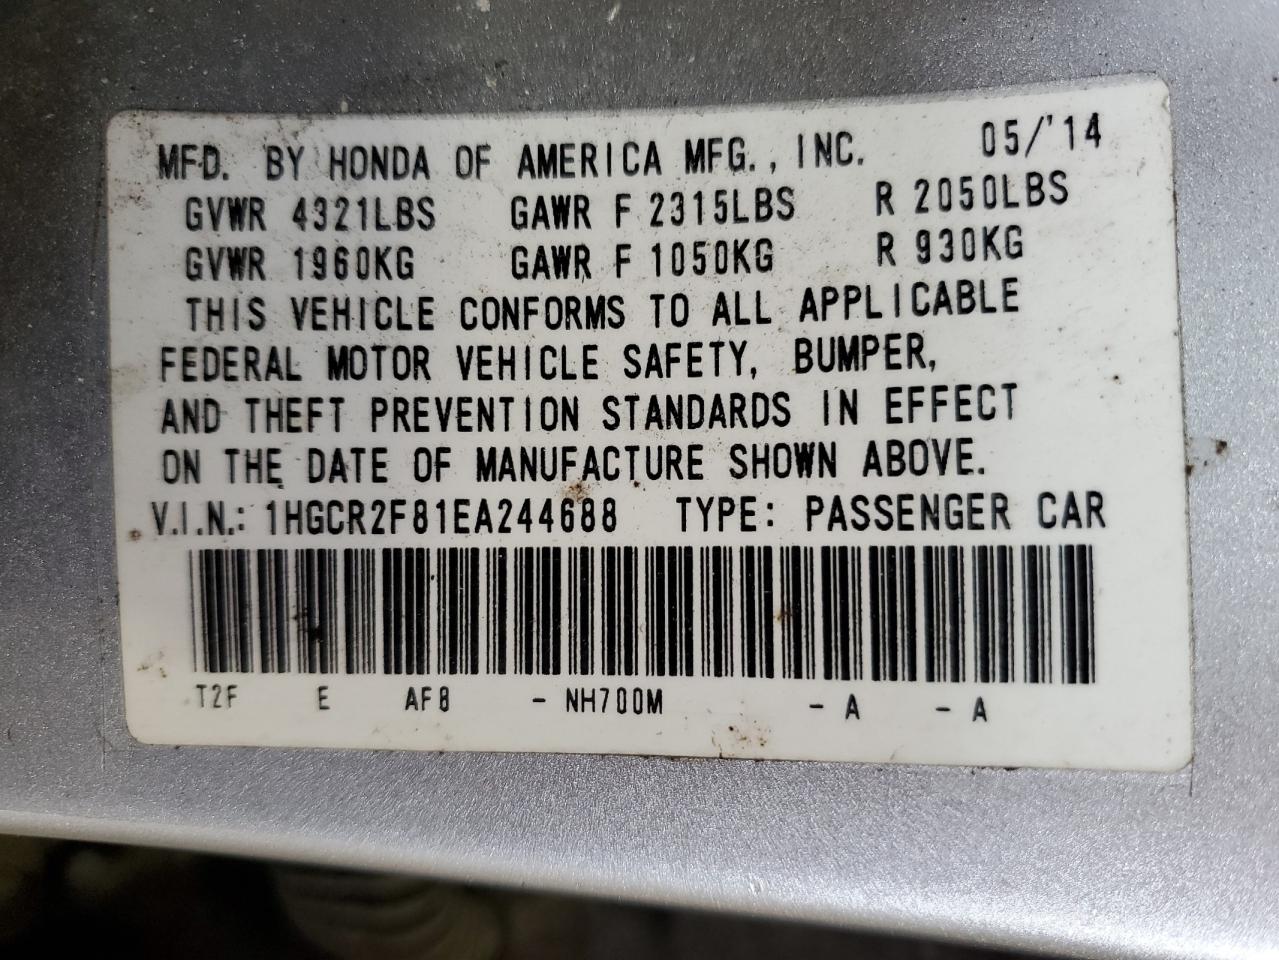 MFD. BY HONDA OF AMERICA MFG., INC. 05/'14
GVWR 4321LBS GAWR F 2315LBS R 2050LBS
GVWR 1960KG GAWR F 1050KG R 930KG
THIS VEHICLE CONFORMS TO ALL APPLICABLE
FEDERAL MOTOR VEHICLE SAFETY, BUMPER,
AND THEFT PREVENTION STANDARDS IN EFFECT
ON THE DATE OF MANUFACTURE SHOWN ABOVE.
V.I.N.: 1HGCR2F81EA244688 TYPE: PASSENGER CAR
T2F E AF8 - NH700M - A - A